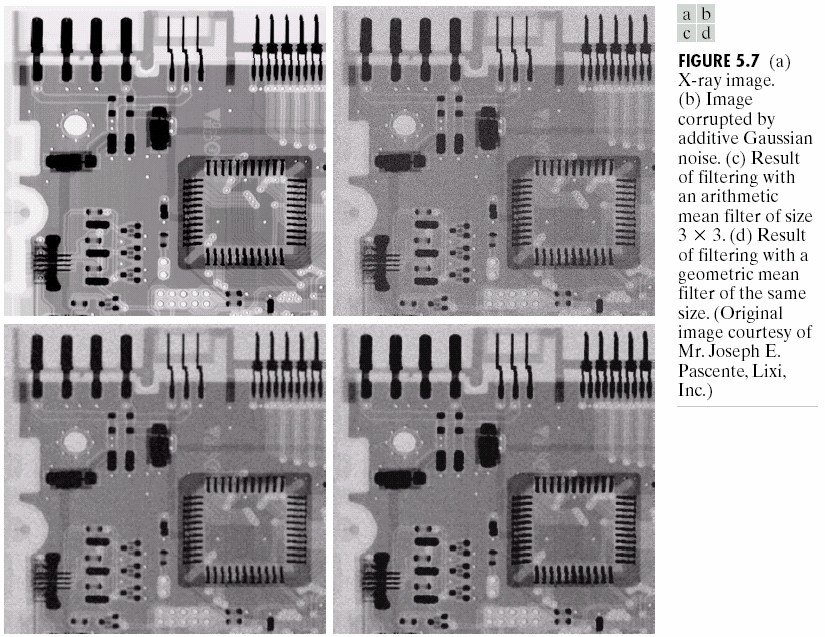 a b
c d
FIGURE 5.7 (a)
X-ray image.
(b) Image
corrupted by
additive Gaussian
noise. (c) Result
of filtering with
an arithmetic
mean filter of size
3 × 3. (d) Result
of filtering with a
geometric mean
filter of the same
size. (Original
image courtesy of
Mr. Joseph E.
Pascente, Lixi,
Inc.)